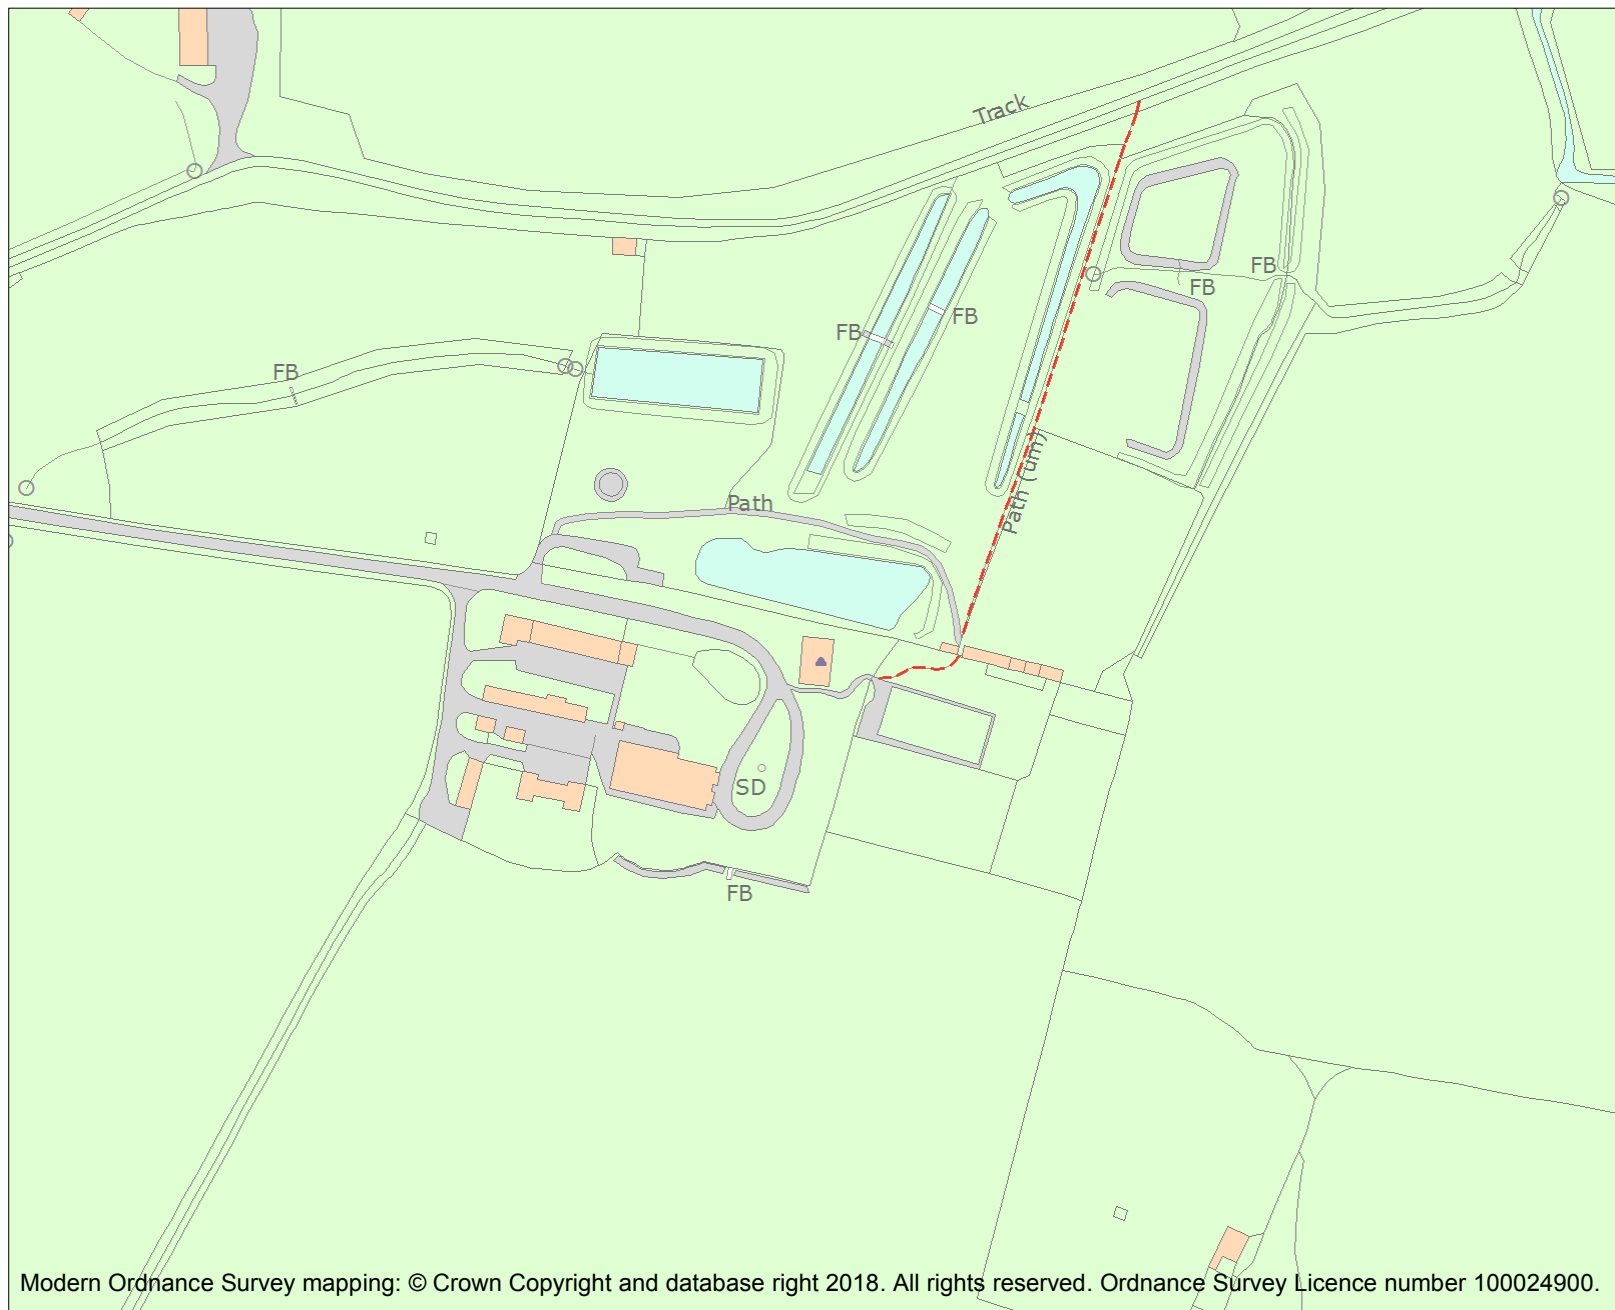 Track
FB
FB
FB
FB
FB
Path (um)
Path
SD
FB
Modern Ordnance Survey mapping: © Crown Copyright and database right 2018. All rights reserved. Ordnance Survey Licence number 100024900.